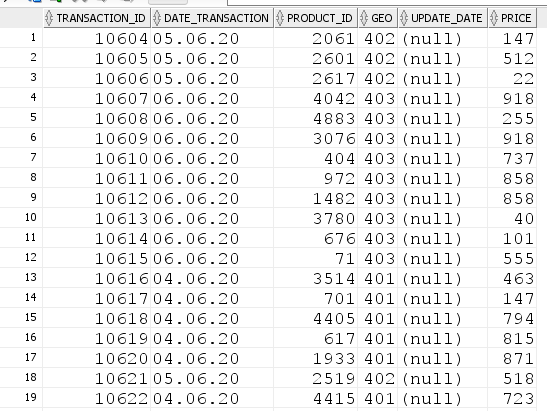 TRANSACTION_ID DATE_TRANSACTION PRODUCT_ID GEO UPDATE_DATE PRICE
1 10604 05.06.20 2061 402 (null) 147
2 10605 05.06.20 2601 402 (null) 512
3 10606 05.06.20 2617 402 (null) 22
4 10607 06.06.20 4042 403 (null) 918
5 10608 06.06.20 4883 403 (null) 255
6 10609 06.06.20 3076 403 (null) 918
7 10610 06.06.20 404 403 (null) 737
8 10611 06.06.20 972 403 (null) 858
9 10612 06.06.20 1482 403 (null) 858
10 10613 06.06.20 3780 403 (null) 40
11 10614 06.06.20 676 403 (null) 101
12 10615 06.06.20 71 403 (null) 555
13 10616 04.06.20 3514 401 (null) 463
14 10617 04.06.20 701 401 (null) 147
15 10618 04.06.20 4405 401 (null) 794
16 10619 04.06.20 617 401 (null) 815
17 10620 04.06.20 1933 401 (null) 871
18 10621 05.06.20 2519 402 (null) 518
19 10622 04.06.20 4415 401 (null) 723